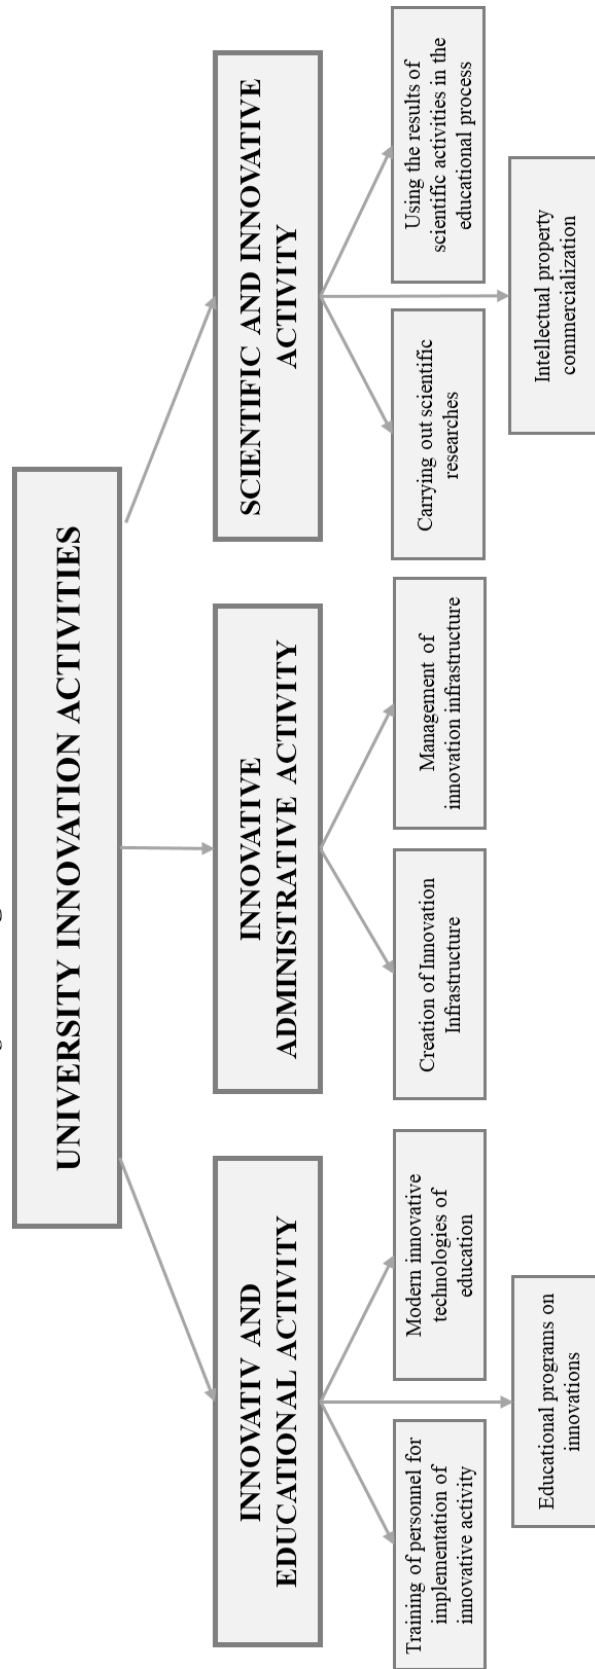 UNIVERSITY INNOVATION ACTIVITIES
INNOVATIV AND
EDUCATIONAL ACTIVITY
INNOVATIVE
ADMINISTRATIVE ACTIVITY
SCIENTIFIC AND INNOVATIVE
ACTIVITY
Training of personnel for
implementation of
innovative activity
Modern innovative
technologies of
education
Educational programs on
innovations
Creation of Innovation
Infrastructure
Management of
innovation infrastructure
Carrying out scientific
researches
Using the results of
scientific activities in the
educational process
Intellectual property
commercialization